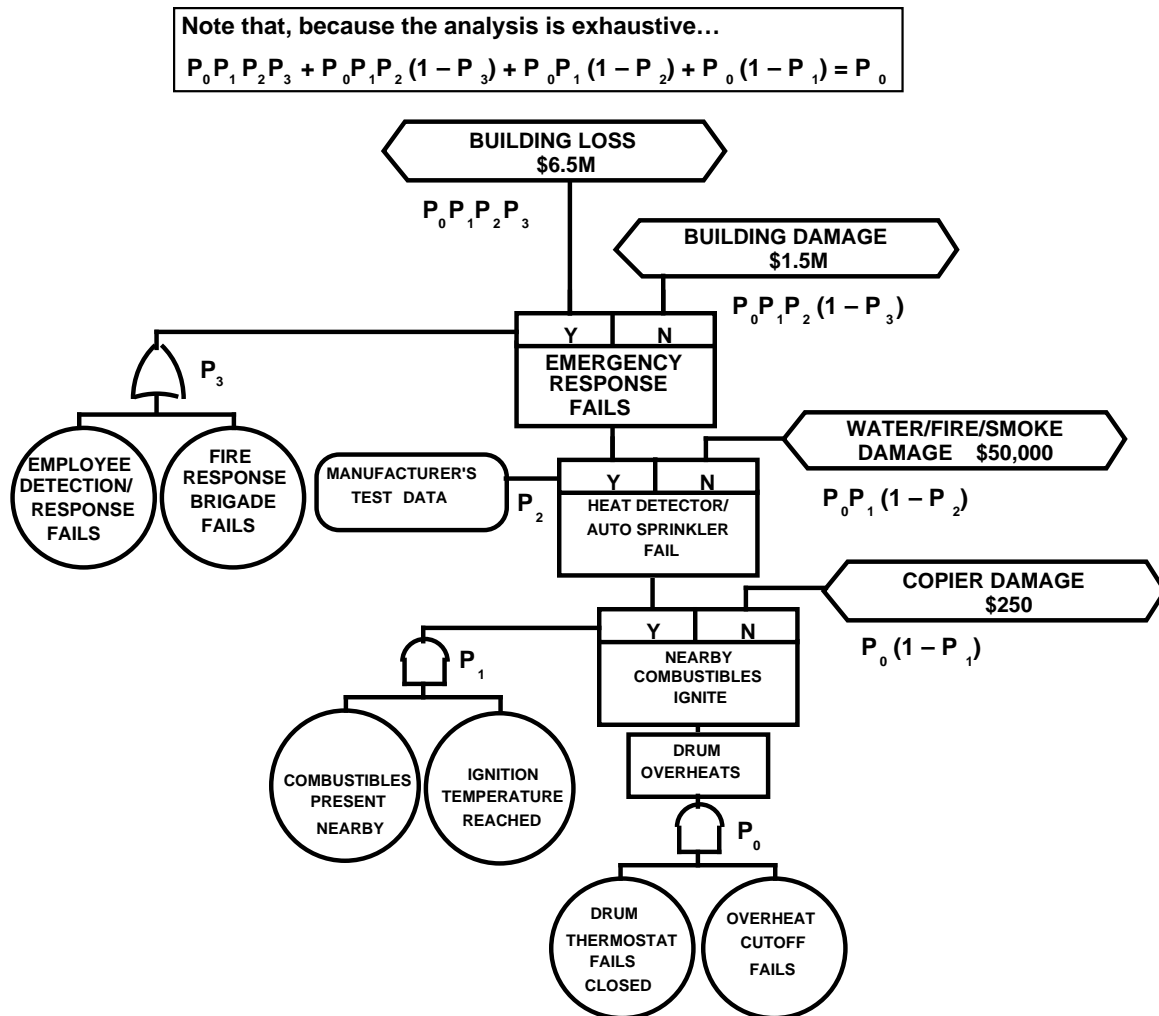 Note that, because the analysis is exhaustive…
P₀P₁P₂P₃ + P₀P₁P₂ (1 – P₃) + P₀P₁ (1 – P₂) + P₀ (1 – P₁) = P₀
BUILDING LOSS
$6.5M
P₀P₁P₂P₃
BUILDING DAMAGE
$1.5M
P₀P₁P₂ (1 – P₃)
Y
N
EMERGENCY
RESPONSE
FAILS
P₃
EMPLOYEE
DETECTION/
RESPONSE
FAILS
FIRE
RESPONSE
BRIGADE
FAILS
WATER/FIRE/SMOKE
DAMAGE $50,000
P₀P₁ (1 – P₂)
MANUFACTURER'S
TEST DATA
P₂
Y
N
HEAT DETECTOR/
AUTO SPRINKLER
FAIL
COPIER DAMAGE
$250
P₀ (1 – P₁)
Y
N
NEARBY
COMBUSTIBLES
IGNITE
P₁
COMBUSTIBLES
PRESENT
NEARBY
IGNITION
TEMPERATURE
REACHED
DRUM
OVERHEATS
P₀
DRUM
THERMOSTAT
FAILS
CLOSED
OVERHEAT
CUTOFF
FAILS